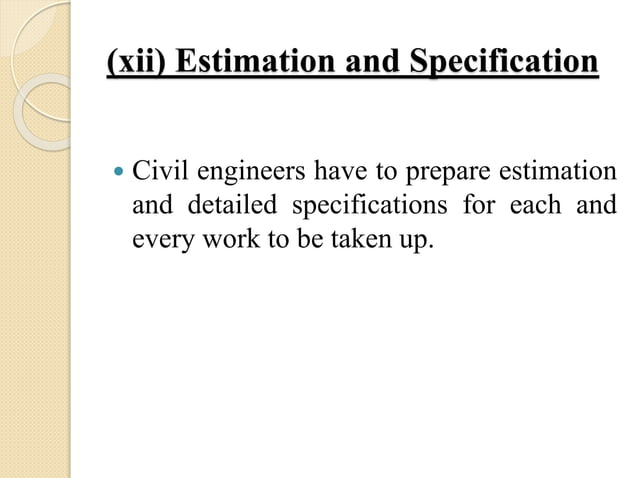 (xii) Estimation and Specification
• Civil engineers have to prepare estimation
and detailed specifications for each and
every work to be taken up.